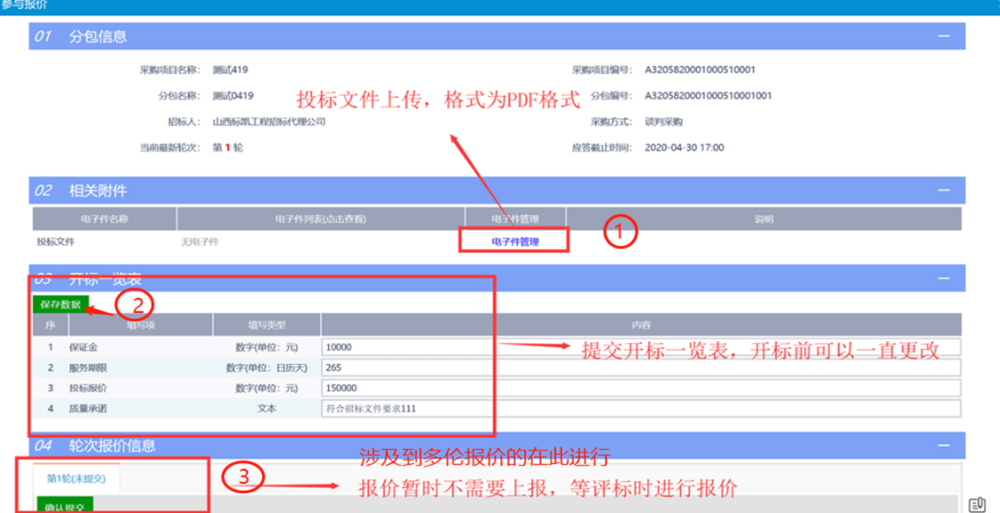 参与报价
01 分包信息
采购项目名称: 测试419 采购项目编号: A3205820001000510001
分包名称: 测试0419 分包编号: A3205820001000510001001
投标文件上传，格式为PDF格式
招标人: 山西标凯工程招标代理公司 采购方式: 谈判采购
当前最新轮次: 第 1 轮 应答截止时间: 2020-04-30 17:00
02 相关附件
电子件名称 电子件列表(点击查看) 电子件管理 说明
投标文件 无电子件 电子件管理
1
03 开标一览表
保存数据
2
序 填写项 填写类型 内容
1 保证金 数字(单位：元) 10000
2 服务期限 数字(单位：日历天) 265
3 投标报价 数字(单位：元) 150000
4 质量承诺 文本 符合招标文件要求111
提交开标一览表，开标前可以一直更改
04 轮次报价信息
涉及到多伦报价的在此进行
第1轮(未提交)
3
报价暂时不需要上报，等评标时进行报价
确认提交